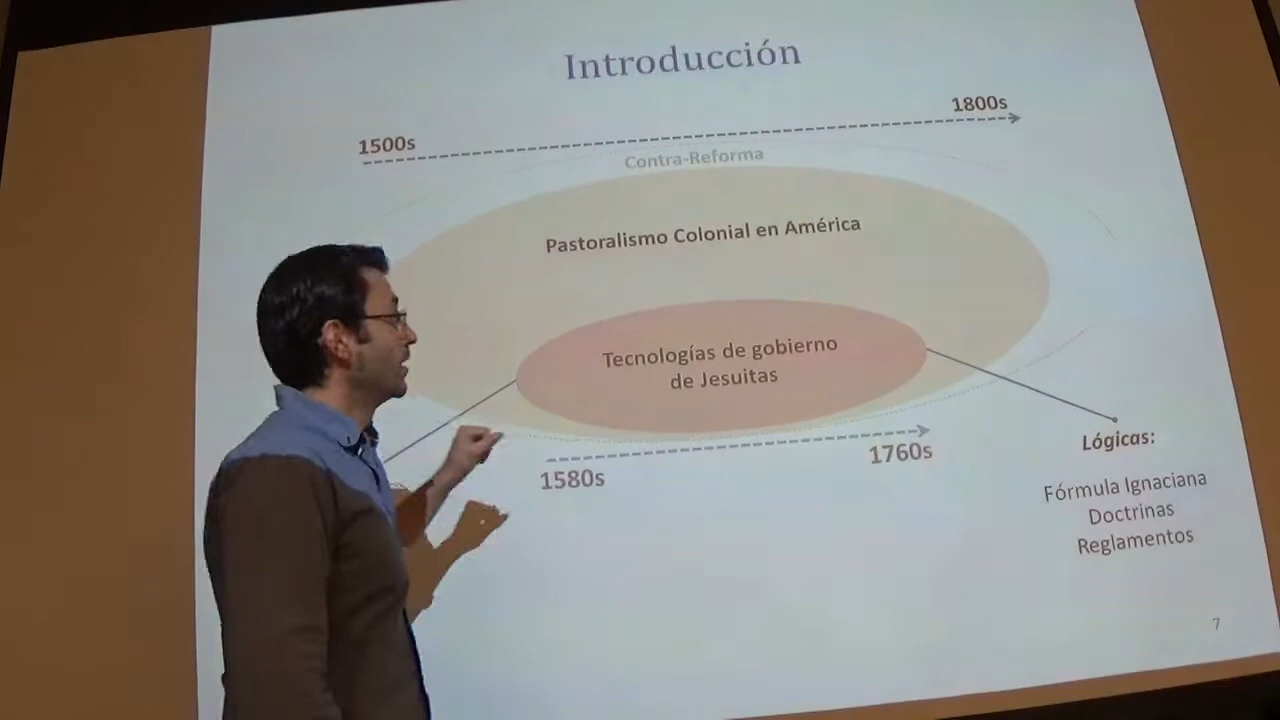 Introducción
1500s
1800s
Contra-Reforma
Pastoralismo Colonial en América
Tecnologías de gobierno
de Jesuitas
1580s
1760s
Lógicas:
Fórmula Ignaciana
Doctrinas
Reglamentos
7